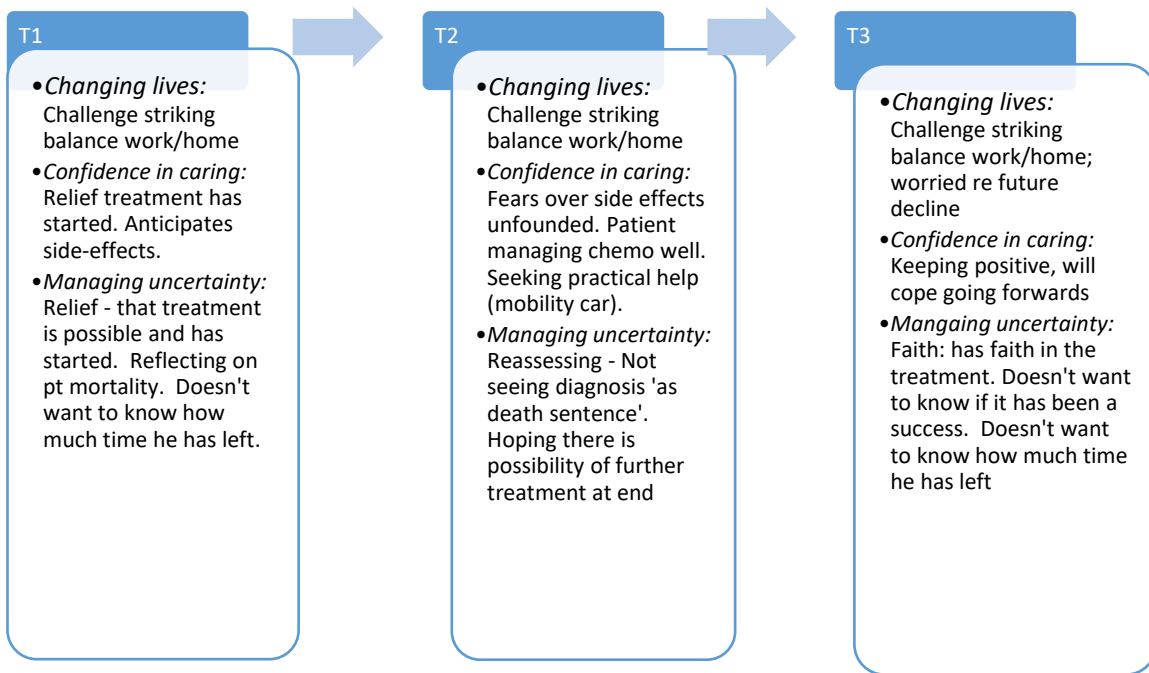 T1
•Changing lives:
Challenge striking
balance work/home
•Confidence in caring:
Relief treatment has
started. Anticipates
side-effects.
•Managing uncertainty:
Relief - that treatment
is possible and has
started.  Reflecting on
pt mortality.  Doesn't
want to know how
much time he has left.
T2
•Changing lives:
Challenge striking
balance work/home
•Confidence in caring:
Fears over side effects
unfounded. Patient
managing chemo well.
Seeking practical help
(mobility car).
•Managing uncertainty:
Reassessing - Not
seeing diagnosis 'as
death sentence'.
Hoping there is
possibility of further
treatment at end
T3
•Changing lives:
Challenge striking
balance work/home;
worried re future
decline
•Confidence in caring:
Keeping positive, will
cope going forwards
•Mangaing uncertainty:
Faith: has faith in the
treatment. Doesn't want
to know if it has been a
success.  Doesn't want
to know how much time
he has left